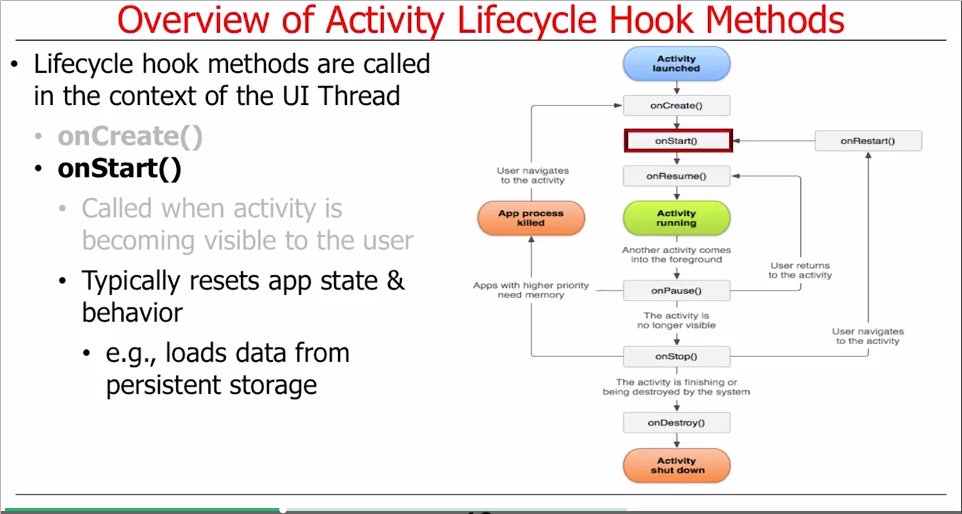 Overview of Activity Lifecycle Hook Methods
• Lifecycle hook methods are called
in the context of the UI Thread
• onCreate()
• onStart()
• Called when activity is
becoming visible to the user
• Typically resets app state &
behavior
• e.g., loads data from
persistent storage
Activity
launched
onCreate()
onStart()
onRestart()
User navigates
to the activity
onResume()
App process
killed
Activity
running
Another activity comes
into the foreground
User returns
to the activity
Apps with higher priority
need memory
onPause()
The activity is
no longer visible
User navigates
to the activity
onStop()
The activity is finishing or
being destroyed by the system
onDestroy()
Activity
shut down